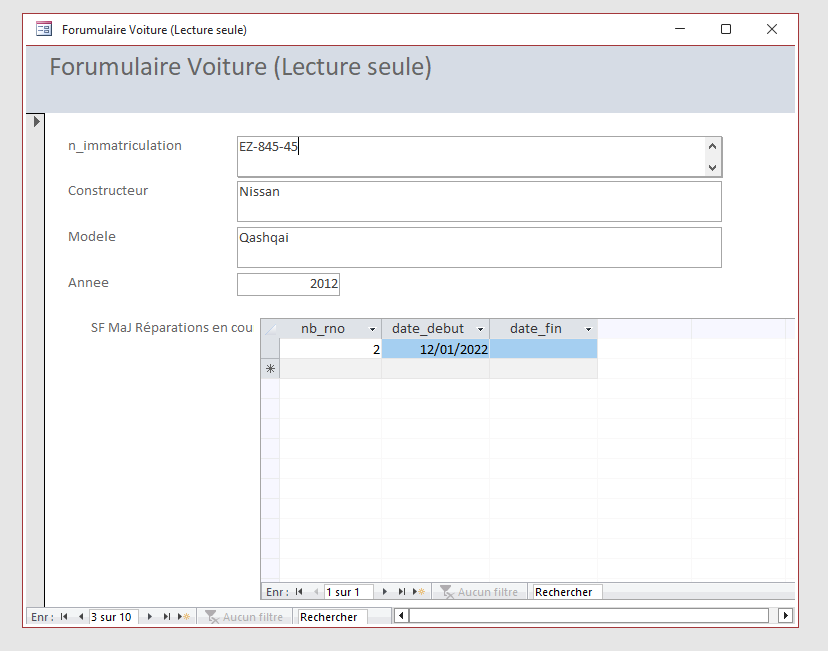 Forumulaire Voiture (Lecture seule)
Forumulaire Voiture (Lecture seule)
n_immatriculation EZ-845-45
Constructeur Nissan
Modele Qashqai
Annee 2012
SF MaJ Réparations en cou nb_rno date_debut date_fin
2 12/01/2022
Enr : 1 sur 1 Aucun filtre Rechercher
Enr : 3 sur 10 Aucun filtre Rechercher